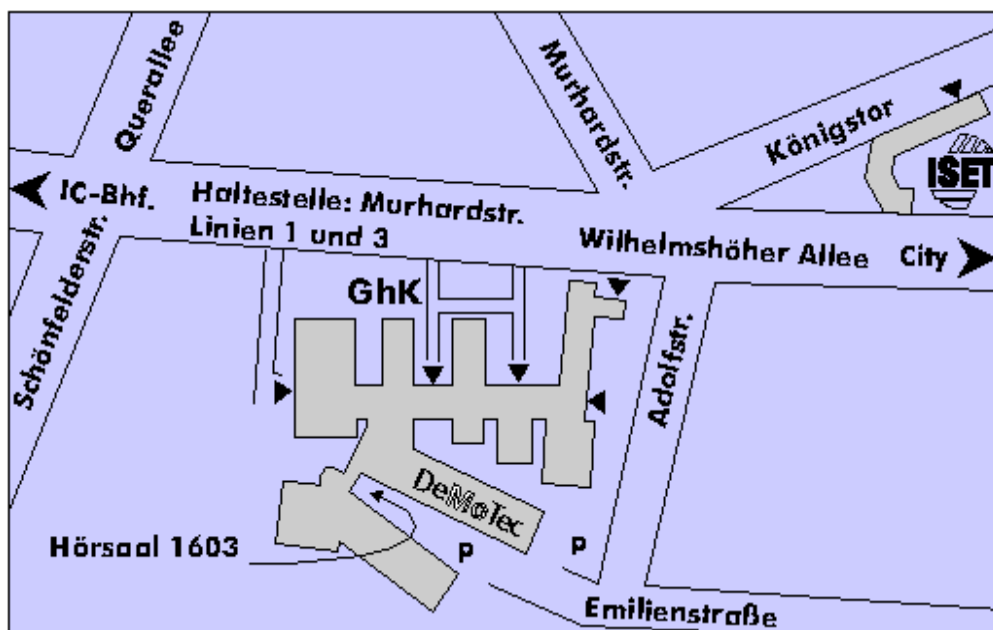 Querallee
Murhardstr.
Königstor
ISET
IC-Bhf.
Haltestelle: Murhardstr.
Linien 1 und 3
Wilhelmshöher Allee
City
Schönfelderstr.
GhK
Adolfstr.
DeMoTec
Hörsaal 1603
P
P
Emilienstraße